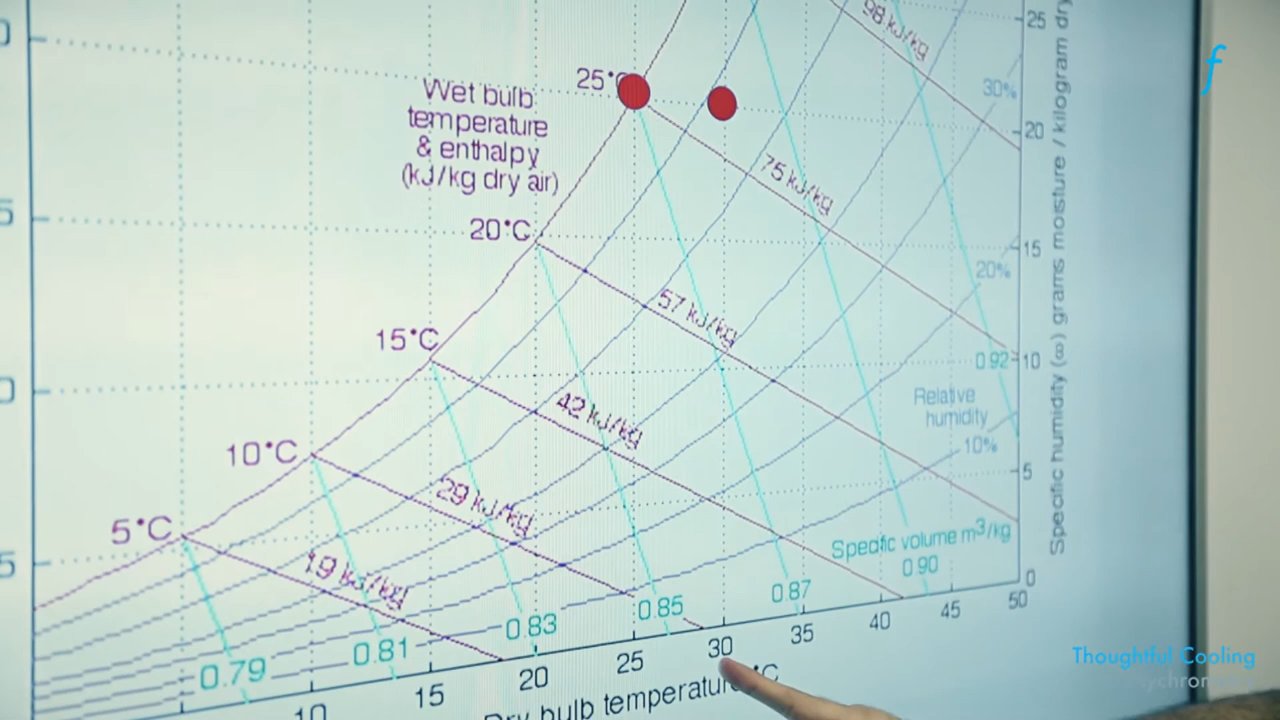 f
98 kJ/kg
25
30%
25°C
Wet bulb
temperature
& enthalpy
(kJ/kg dry air)
20
75 kJ/kg
20°C
15
20%
57 kJ/kg
15°C
0.92
10
Relative
humidity
42 kJ/kg
10%
10°C
5
29 kJ/kg
5°C
Specific volume m3/kg
0.90
19 kJ/kg
0
0.87
0.85
0.83
0.81
0.79
10
15
20
25
30
35
40
45
50
Dry bulb temperature °C
Specific humidity (ω) grams moisture / kilogram dry
Thoughtful Cooling